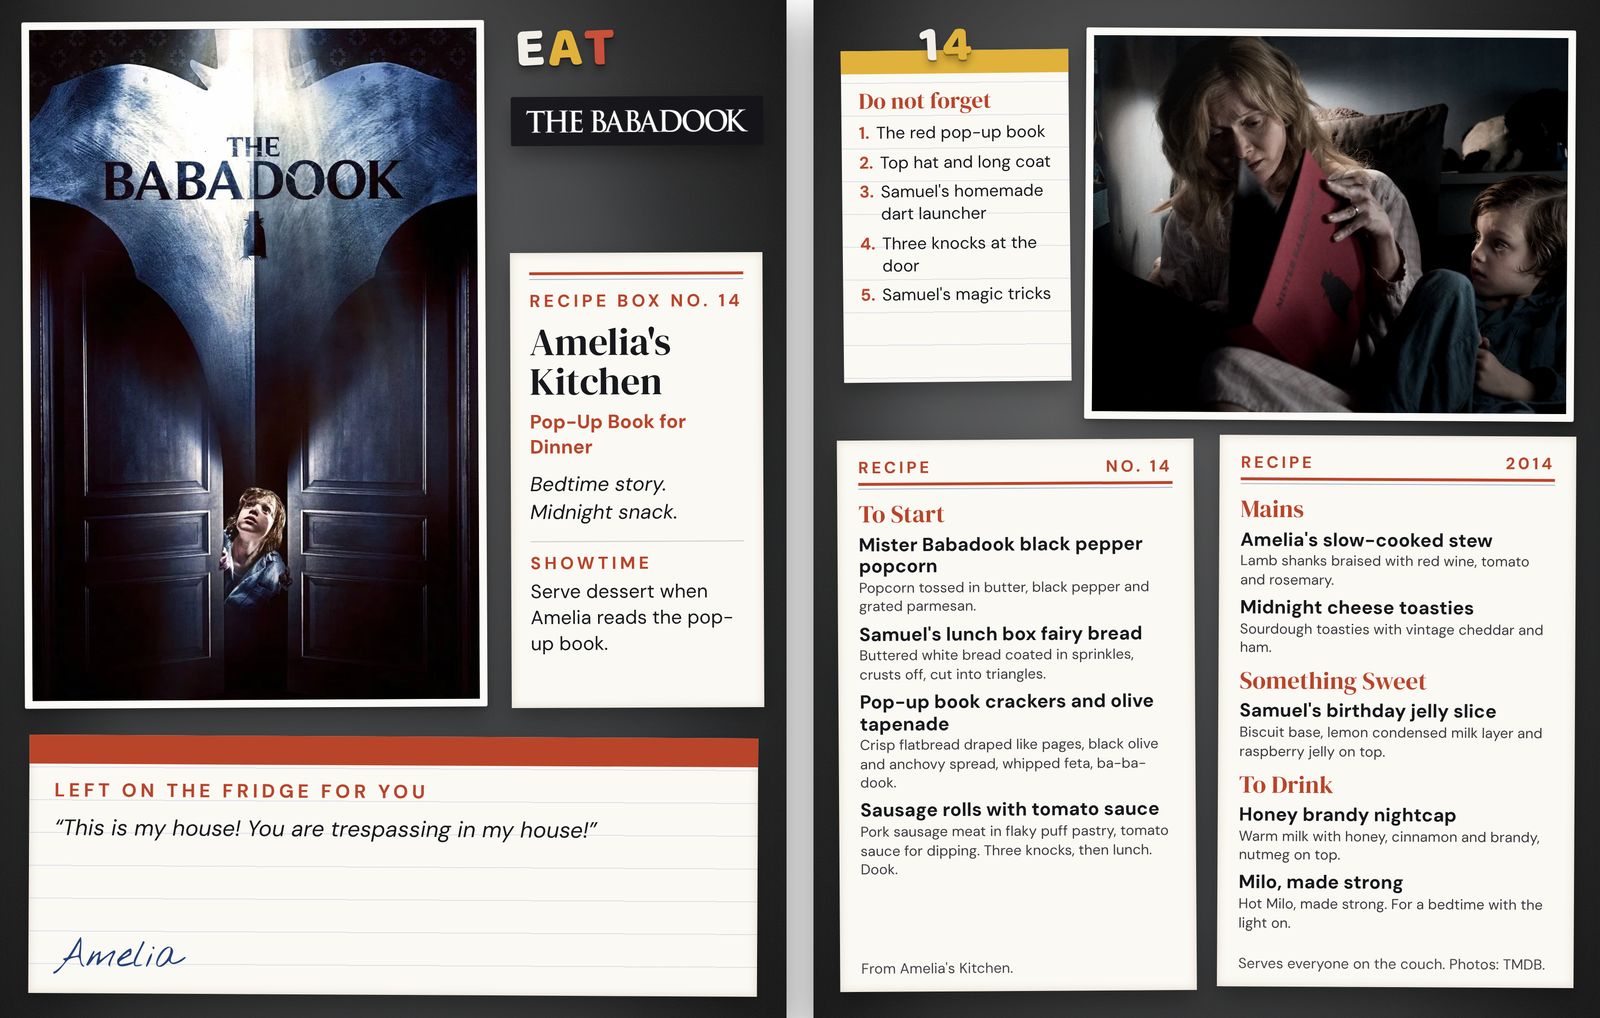 THE
BABADOOK
EAT
THE BABADOOK
RECIPE BOX NO. 14
Amelia's
Kitchen
Pop-Up Book for
Dinner
Bedtime story.
Midnight snack.
SHOWTIME
Serve dessert when
Amelia reads the pop-
up book.
LEFT ON THE FRIDGE FOR YOU
“This is my house! You are trespassing in my house!”
Amelia
14
Do not forget
1. The red pop-up book
2. Top hat and long coat
3. Samuel's homemade
dart launcher
4. Three knocks at the
door
5. Samuel's magic tricks
MISTER BABADOOK
RECIPE NO. 14
To Start
Mister Babadook black pepper
popcorn
Popcorn tossed in butter, black pepper and
grated parmesan.
Samuel's lunch box fairy bread
Buttered white bread coated in sprinkles,
crusts off, cut into triangles.
Pop-up book crackers and olive
tapenade
Crisp flatbread draped like pages, black olive
and anchovy spread, whipped feta, ba-ba-
dook.
Sausage rolls with tomato sauce
Pork sausage meat in flaky puff pastry, tomato
sauce for dipping. Three knocks, then lunch.
Dook.
From Amelia's Kitchen.
RECIPE 2014
Mains
Amelia's slow-cooked stew
Lamb shanks braised with red wine, tomato
and rosemary.
Midnight cheese toasties
Sourdough toasties with vintage cheddar and
ham.
Something Sweet
Samuel's birthday jelly slice
Biscuit base, lemon condensed milk layer and
raspberry jelly on top.
To Drink
Honey brandy nightcap
Warm milk with honey, cinnamon and brandy,
nutmeg on top.
Milo, made strong
Hot Milo, made strong. For a bedtime with the
light on.
Serves everyone on the couch. Photos: TMDB.